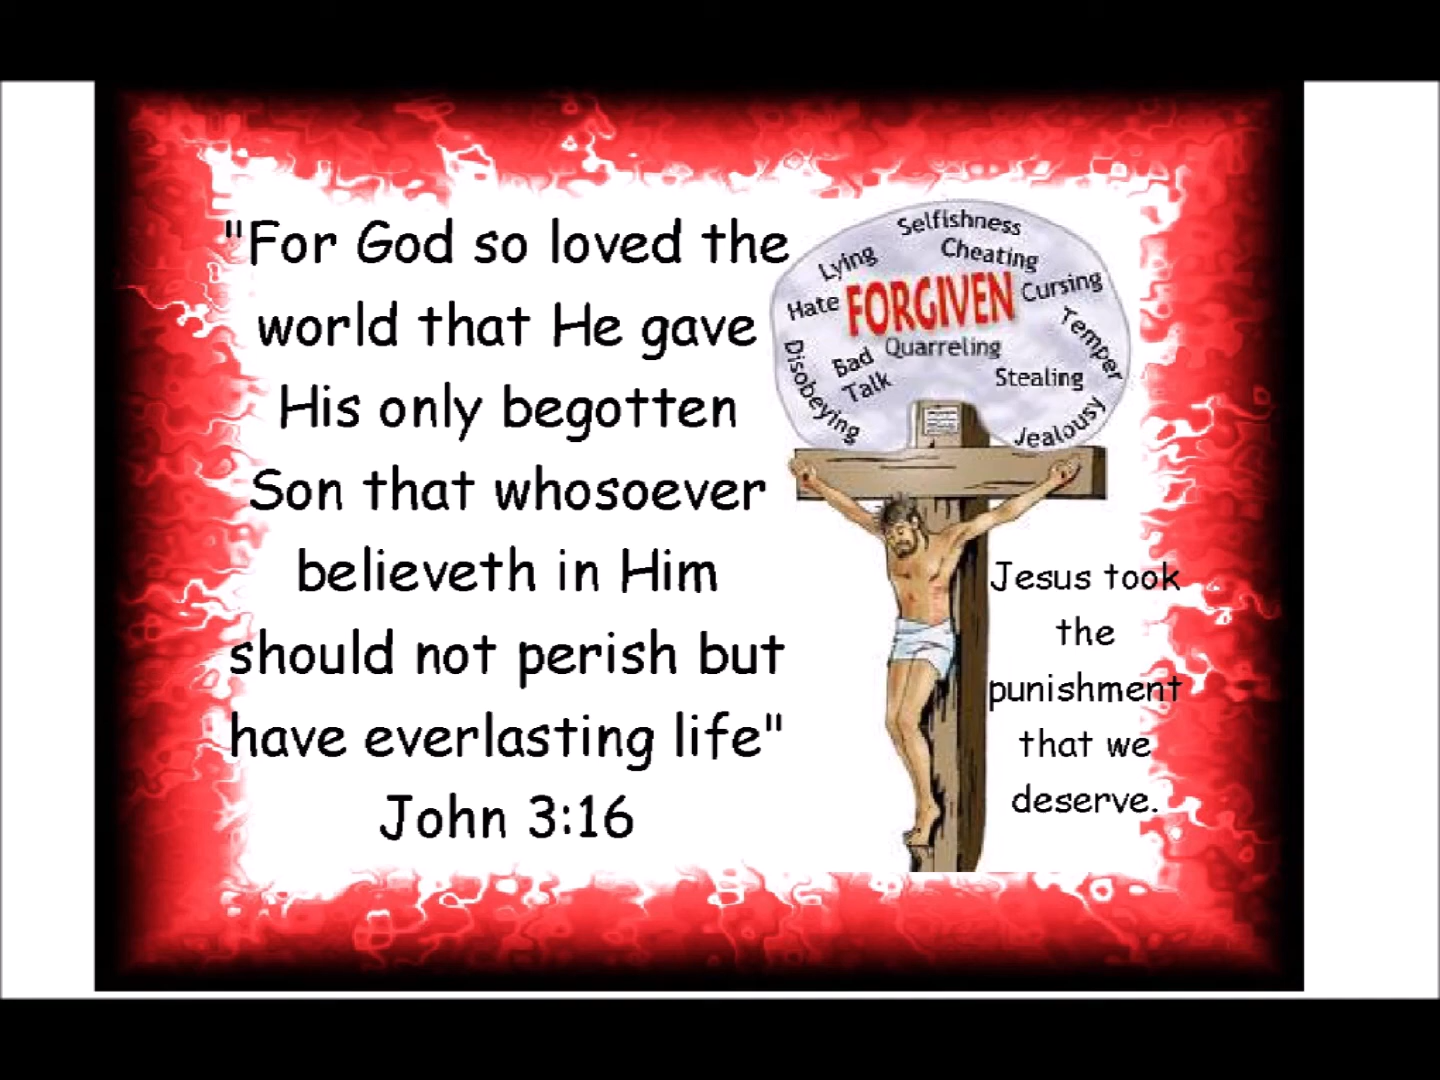 "For God so loved the
world that He gave
His only begotten
Son that whosoever
believeth in Him
should not perish but
have everlasting life"
John 3:16
Selfishness
Lying
Cheating
Hate
FORGIVEN
Cursing
Temper
Quarreling
Disobeying
Bad
Talk
Stealing
Jealousy
Jesus took
the
punishment
that we
deserve.